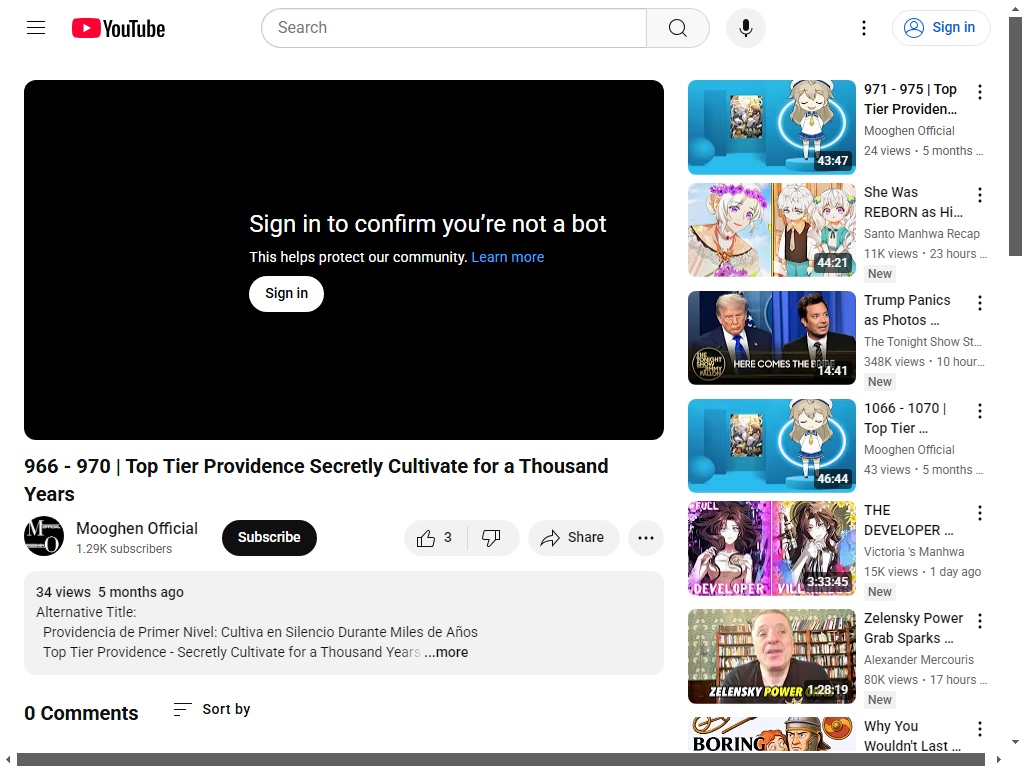 YouTube
Search
Sign in
Sign in to confirm you’re not a bot
This helps protect our community. Learn more
Sign in
966 - 970 | Top Tier Providence Secretly Cultivate for a Thousand
Years
Mooghen Official
1.29K subscribers
Subscribe
3
Share
34 views 5 months ago
Alternative Title:
Providencia de Primer Nivel: Cultiva en Silencio Durante Miles de Años
Top Tier Providence - Secretly Cultivate for a Thousand Years ...more
0 Comments
Sort by
43:47
971 - 975 | Top
Tier Providen...
Mooghen Official
24 views • 5 months ...
44:21
She Was
REBORN as Hi...
Santo Manhwa Recap
11K views • 23 hours ...
New
HERE COMES THE BRIBE
THE TONIGHT SHOW
14:41
Trump Panics
as Photos ...
The Tonight Show St...
348K views • 10 hour...
New
46:44
1066 - 1070 |
Top Tier ...
Mooghen Official
43 views • 5 months ...
FULL
DEVELOPER
3:33:45
THE
DEVELOPER ...
Victoria 's Manhwa
15K views • 1 day ago
New
ZELENSKY POWER
1:28:19
Zelensky Power
Grab Sparks ...
Alexander Mercouris
80K views • 17 hours ...
New
BORING
Why You
Wouldn't Last ...